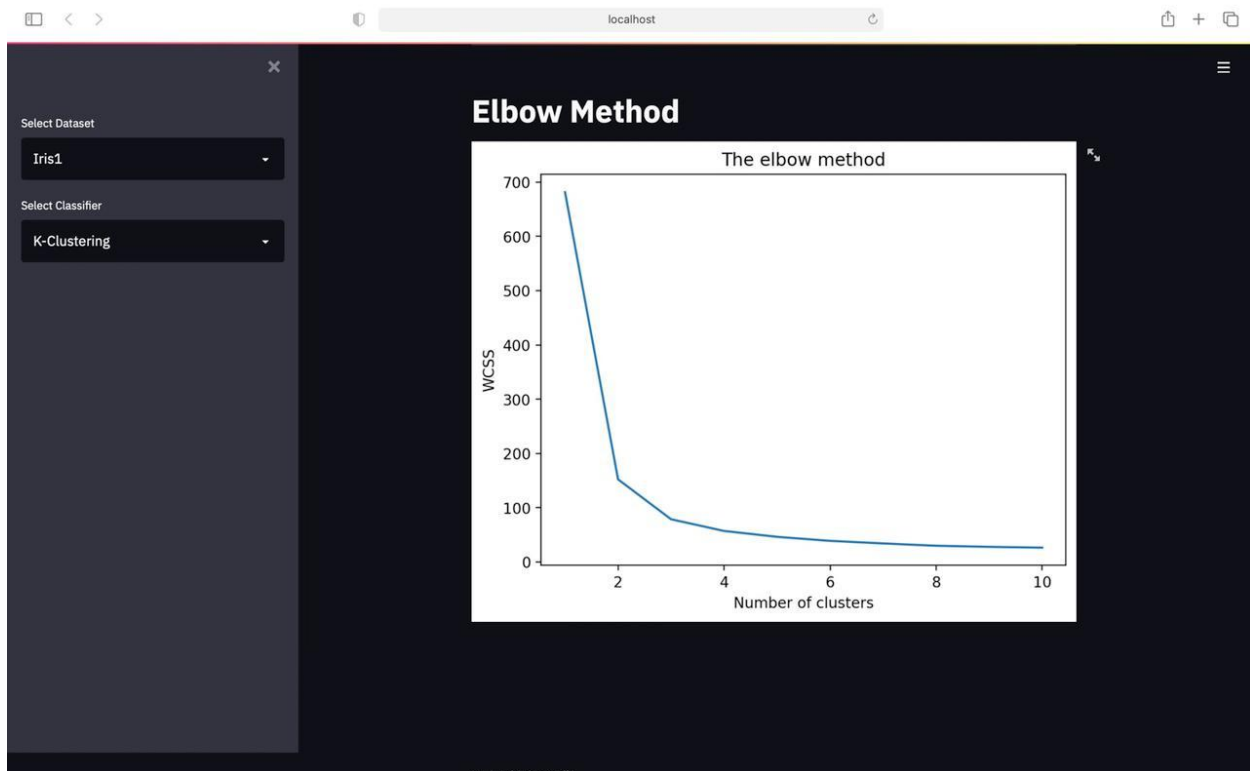 localhost
Select Dataset
Iris1
Select Classifier
K-Clustering
Elbow Method
The elbow method
700
600
500
400
300
200
100
0
WCSS
2 4 6 8 10
Number of clusters